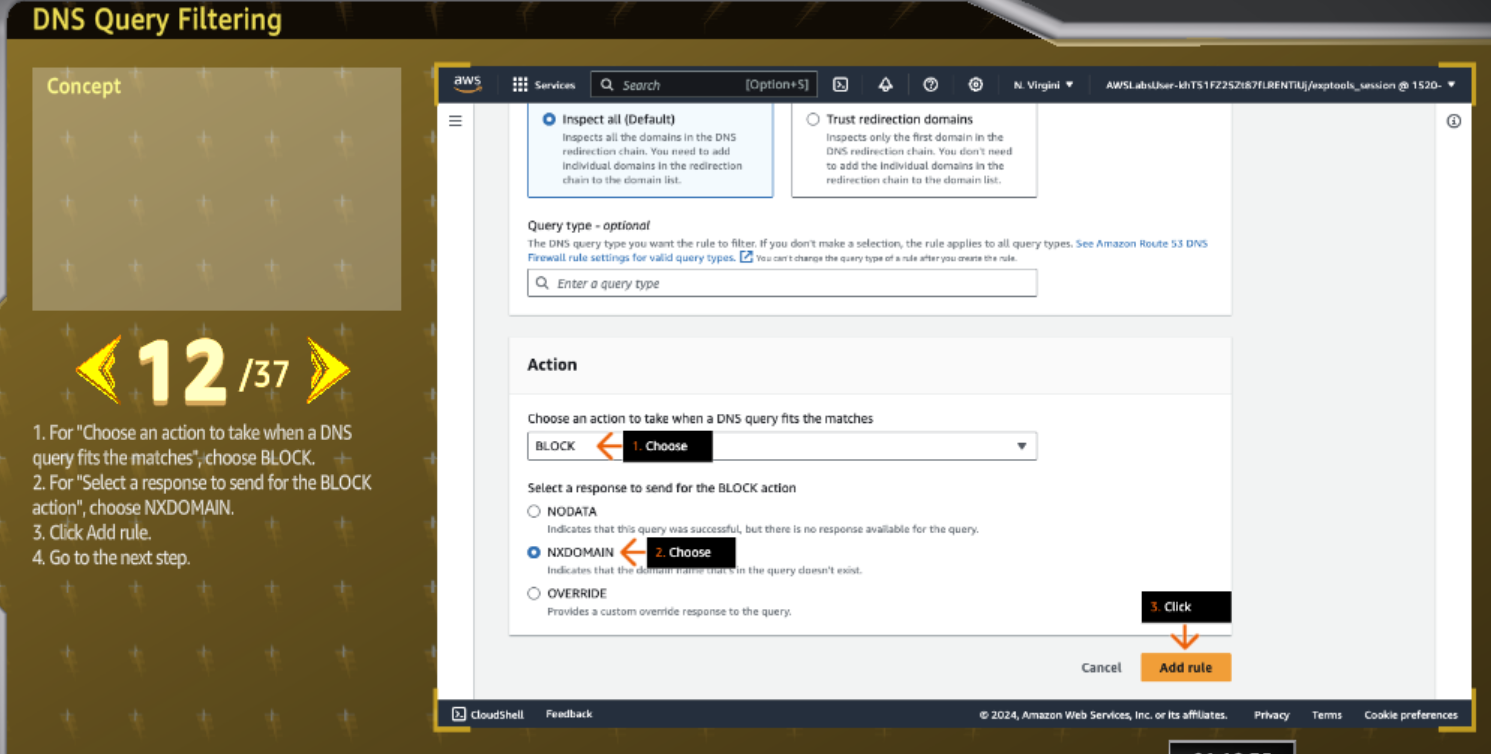 DNS Query Filtering
Concept
12 /37
1. For "Choose an action to take when a DNS
query fits the matches", choose BLOCK.
2. For "Select a response to send for the BLOCK
action", choose NXDOMAIN.
3. Click Add rule.
4. Go to the next step.
aws Services Search [Option+S] N. Virgini AWSLabsUser-khTS1FZ2SZt87fLRENTiUj/exptools_session @ 1520-
Inspect all (Default)
Inspects all the domains in the DNS
redirection chain. You need to add
individual domains in the redirection
chain to the domain list.
Trust redirection domains
Inspects only the first domain in the
DNS redirection chain. You don't need
to add the individual domains in the
redirection chain to the domain list.
Query type - optional
The DNS query type you want the rule to filter. If you don't make a selection, the rule applies to all query types. See Amazon Route 53 DNS
Firewall rule settings for valid query types. You can't change the query type of a rule after you create the rule.
Enter a query type
Action
Choose an action to take when a DNS query fits the matches
BLOCK 1. Choose
Select a response to send for the BLOCK action
NODATA
Indicates that this query was successful, but there is no response available for the query.
NXDOMAIN 2. Choose
Indicates that the domain name that's in the query doesn't exist.
OVERRIDE
Provides a custom override response to the query.
3. Click
Cancel Add rule
CloudShell Feedback © 2024, Amazon Web Services, Inc. or its affiliates. Privacy Terms Cookie preferences